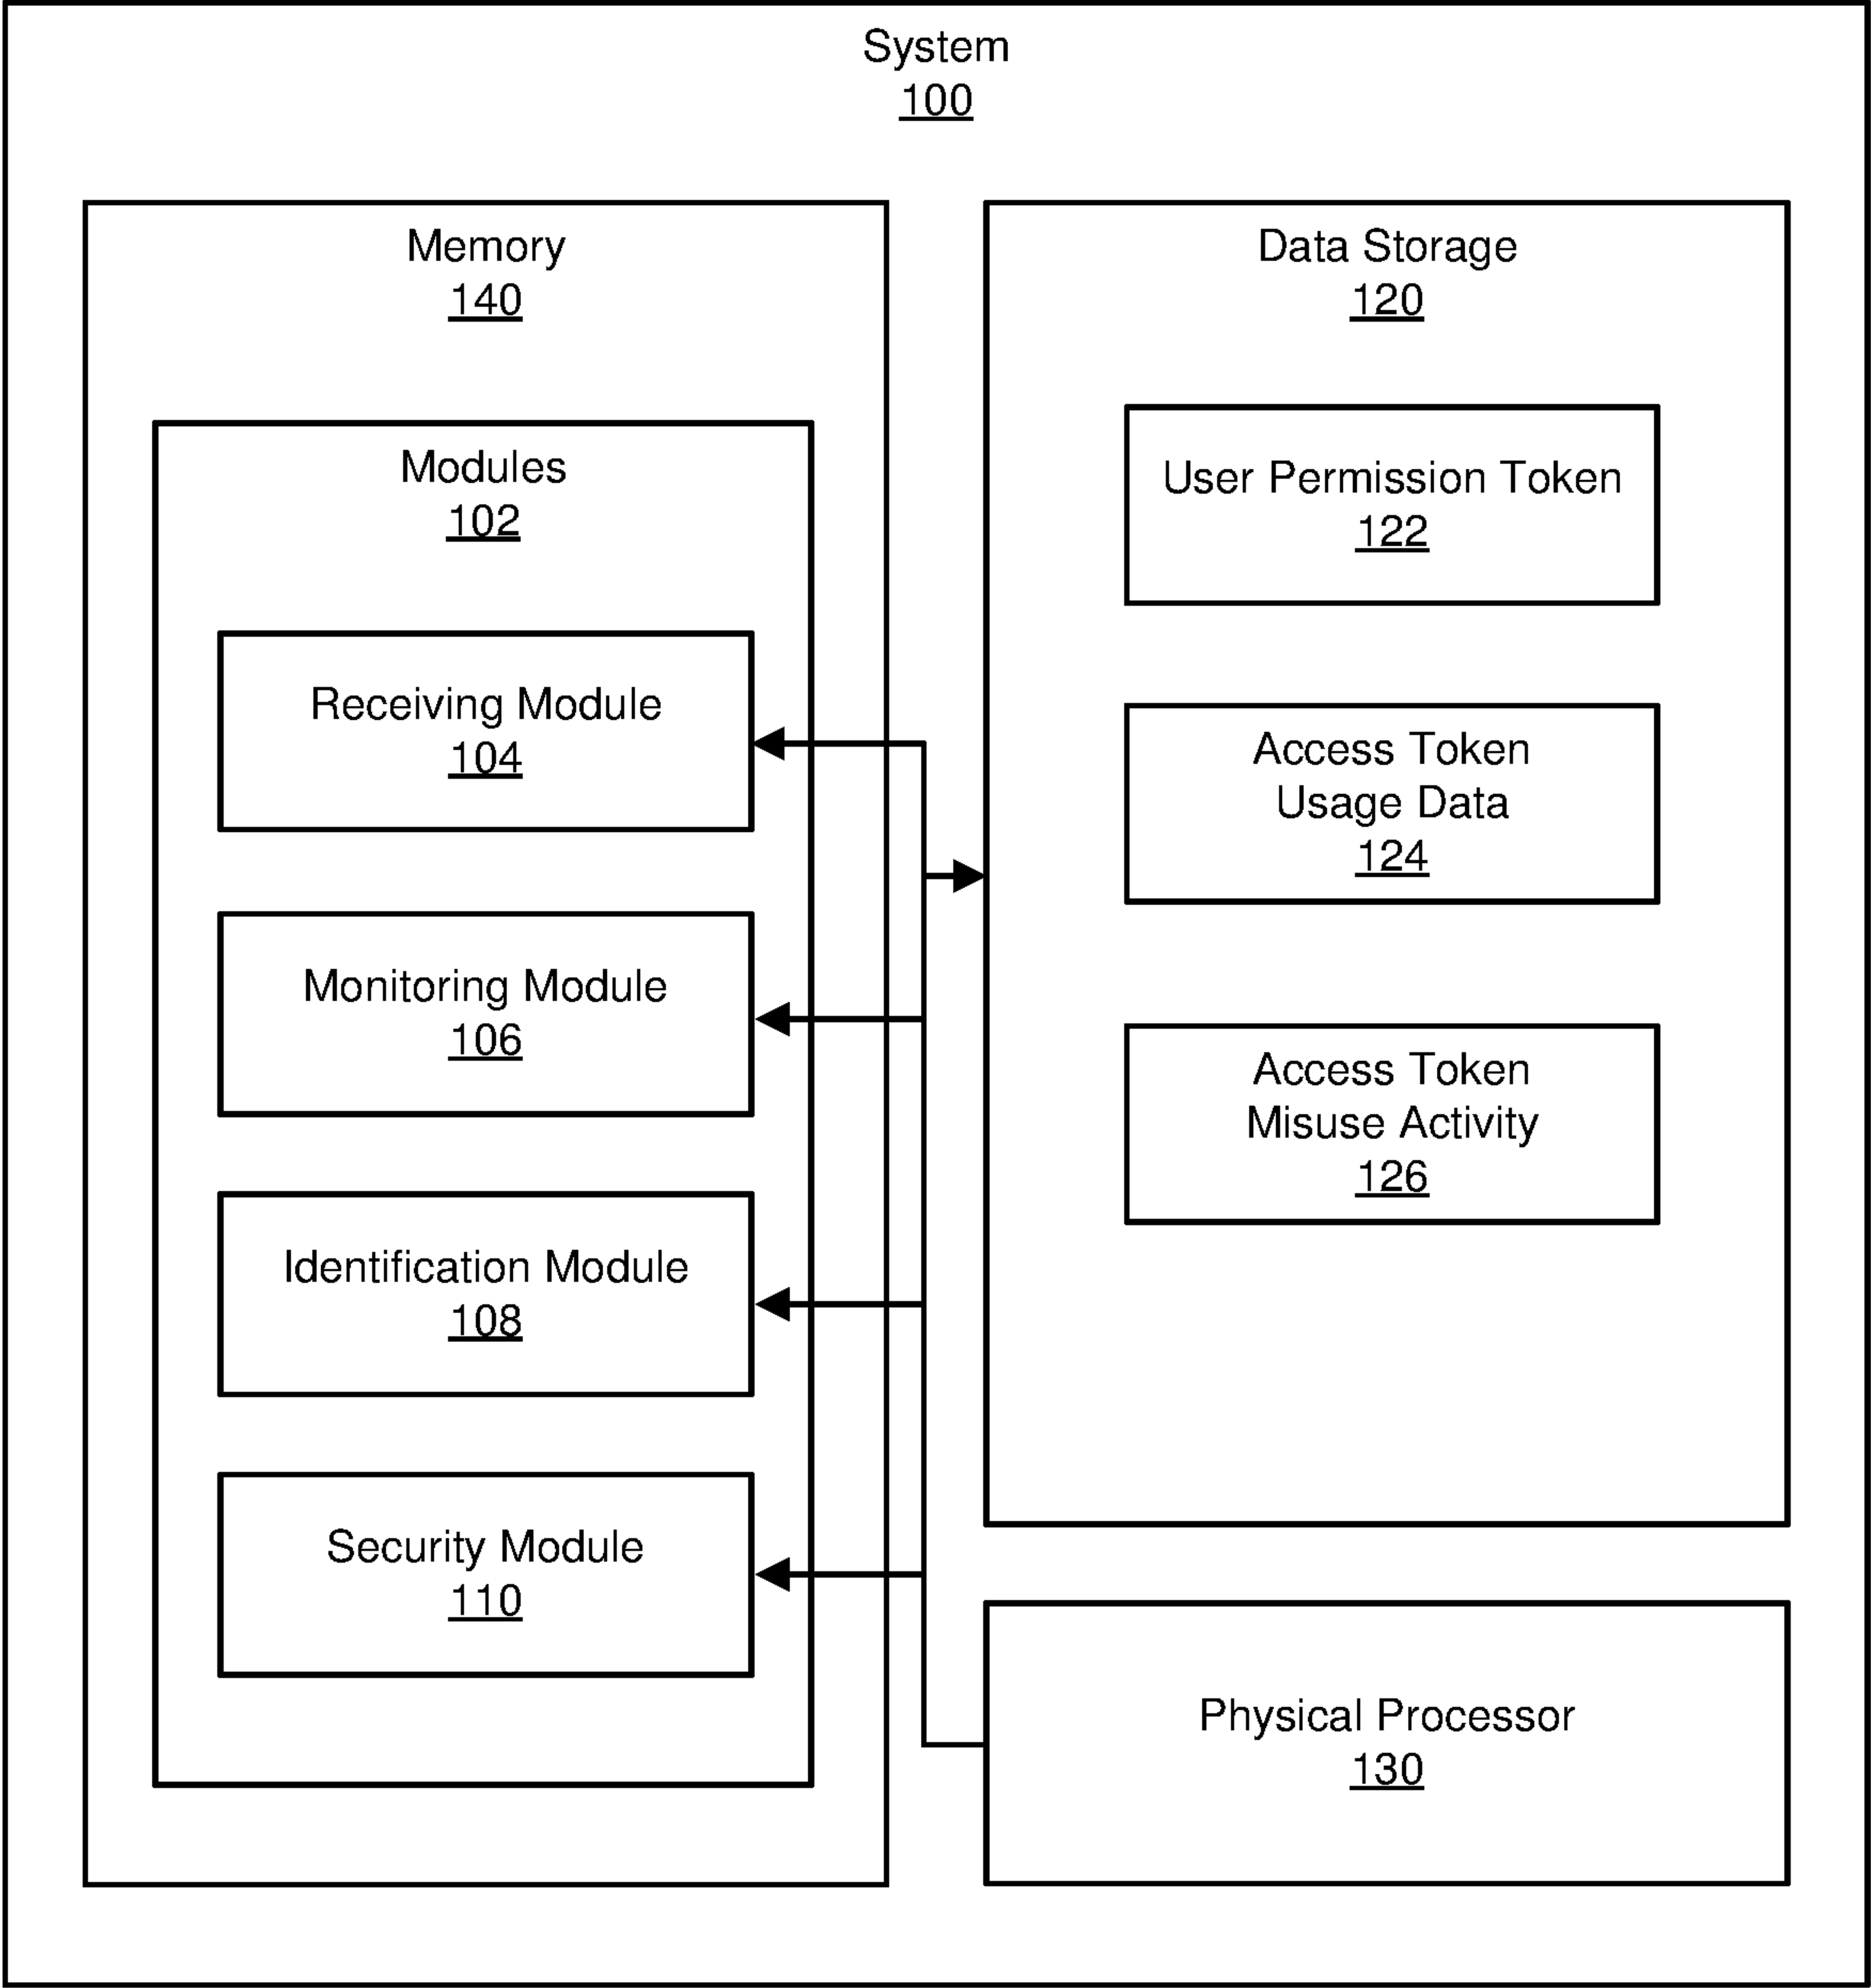 System
100
Memory
140
Modules
102
Receiving Module
104
Monitoring Module
106
Identification Module
108
Security Module
110
Data Storage
120
User Permission Token
122
Access Token
Usage Data
124
Access Token
Misuse Activity
126
Physical Processor
130